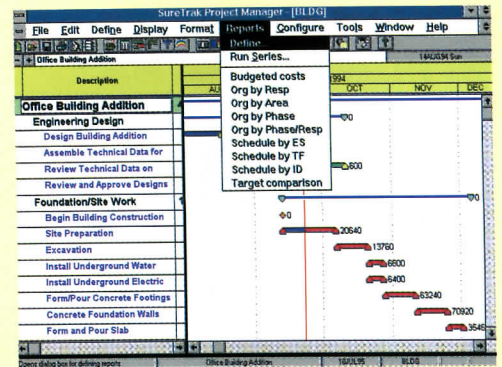 SureTrak Project Manager - [BLDG]
File Edit Define Display Format Reports Configure Tools Window Help
Define...
Run Series...
Budgeted costs
Org by Resp
Org by Area
Org by Phase
Org by Phase/Resp
Schedule by ES
Schedule by TF
Schedule by ID
Target comparison
Office Building Addition
14AUG94 Sun
Description
1994
AU
OCT NOV DEC
Office Building Addition
Engineering Design
0
Design Building Addition
Assemble Technical Data for
Review Technical Data on
600
Review and Approve Designs
Foundation/Site Work
0
Begin Building Construction
0
Site Preparation
20640
Excavation
13760
Install Underground Water
6600
Install Underground Electric
6400
Form/Pour Concrete Footings
63240
Concrete Foundation Walls
70920
Form and Pour Slab
3546
Opens dialog box for defining reports
Office Building Addition
BLDG